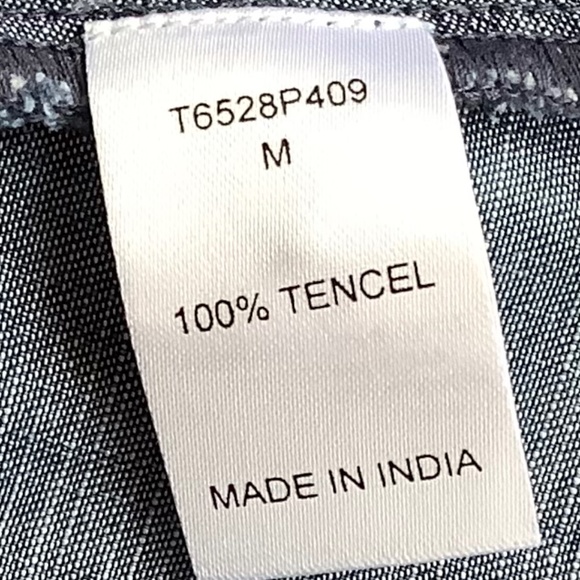 T6528P409
M
100% TENCEL
MADE IN INDIA